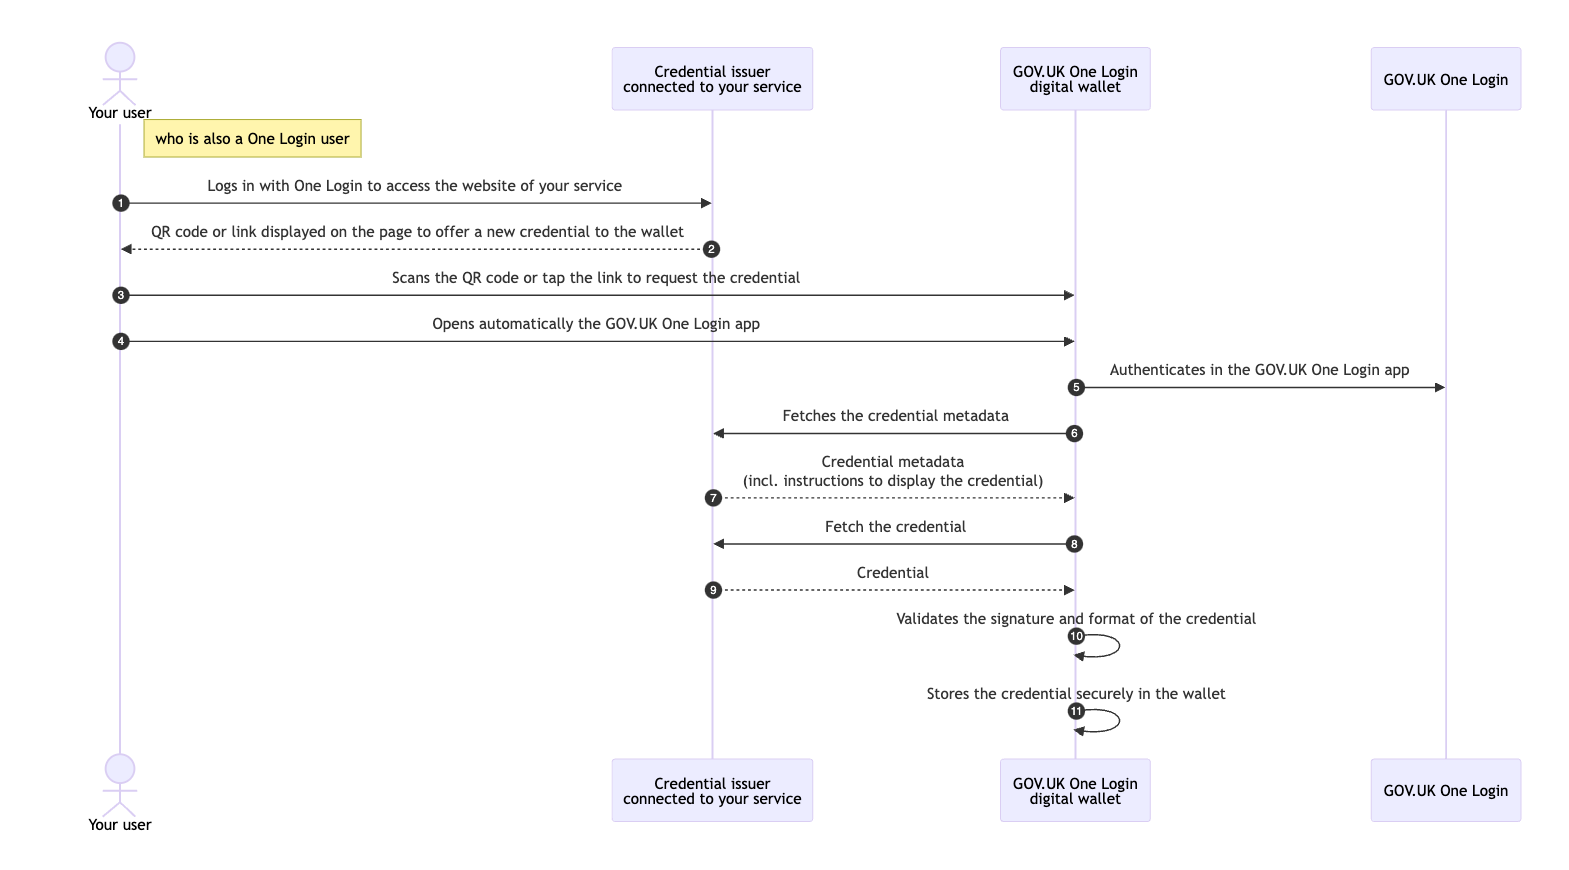 Your user
Credential issuer
connected to your service
GOV.UK One Login
digital wallet
GOV.UK One Login
who is also a One Login user
Logs in with One Login to access the website of your service
1
QR code or link displayed on the page to offer a new credential to the wallet
2
Scans the QR code or tap the link to request the credential
3
Opens automatically the GOV.UK One Login app
4
Authenticates in the GOV.UK One Login app
5
Fetches the credential metadata
6
Credential metadata
(incl. instructions to display the credential)
7
Fetch the credential
8
Credential
9
Validates the signature and format of the credential
10
Stores the credential securely in the wallet
11
Your user
Credential issuer
connected to your service
GOV.UK One Login
digital wallet
GOV.UK One Login